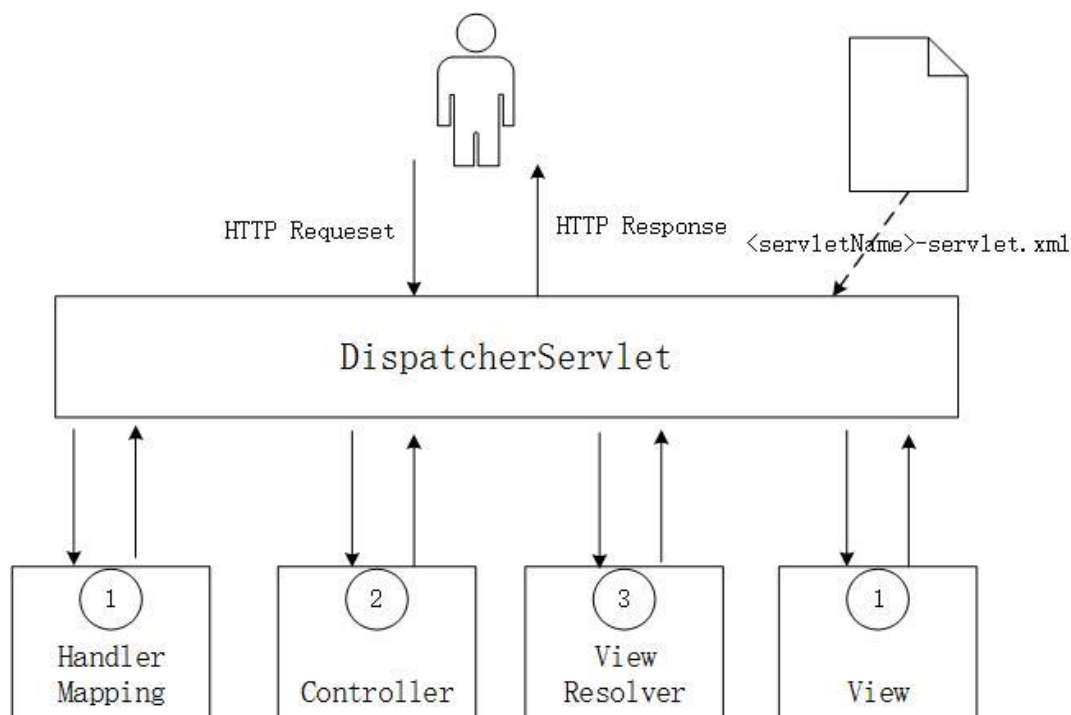 HTTP Requeset
HTTP Response
<servletName>-servlet.xml
DispatcherServlet
1
Handler
Mapping
2
Controller
3
View
Resolver
1
View